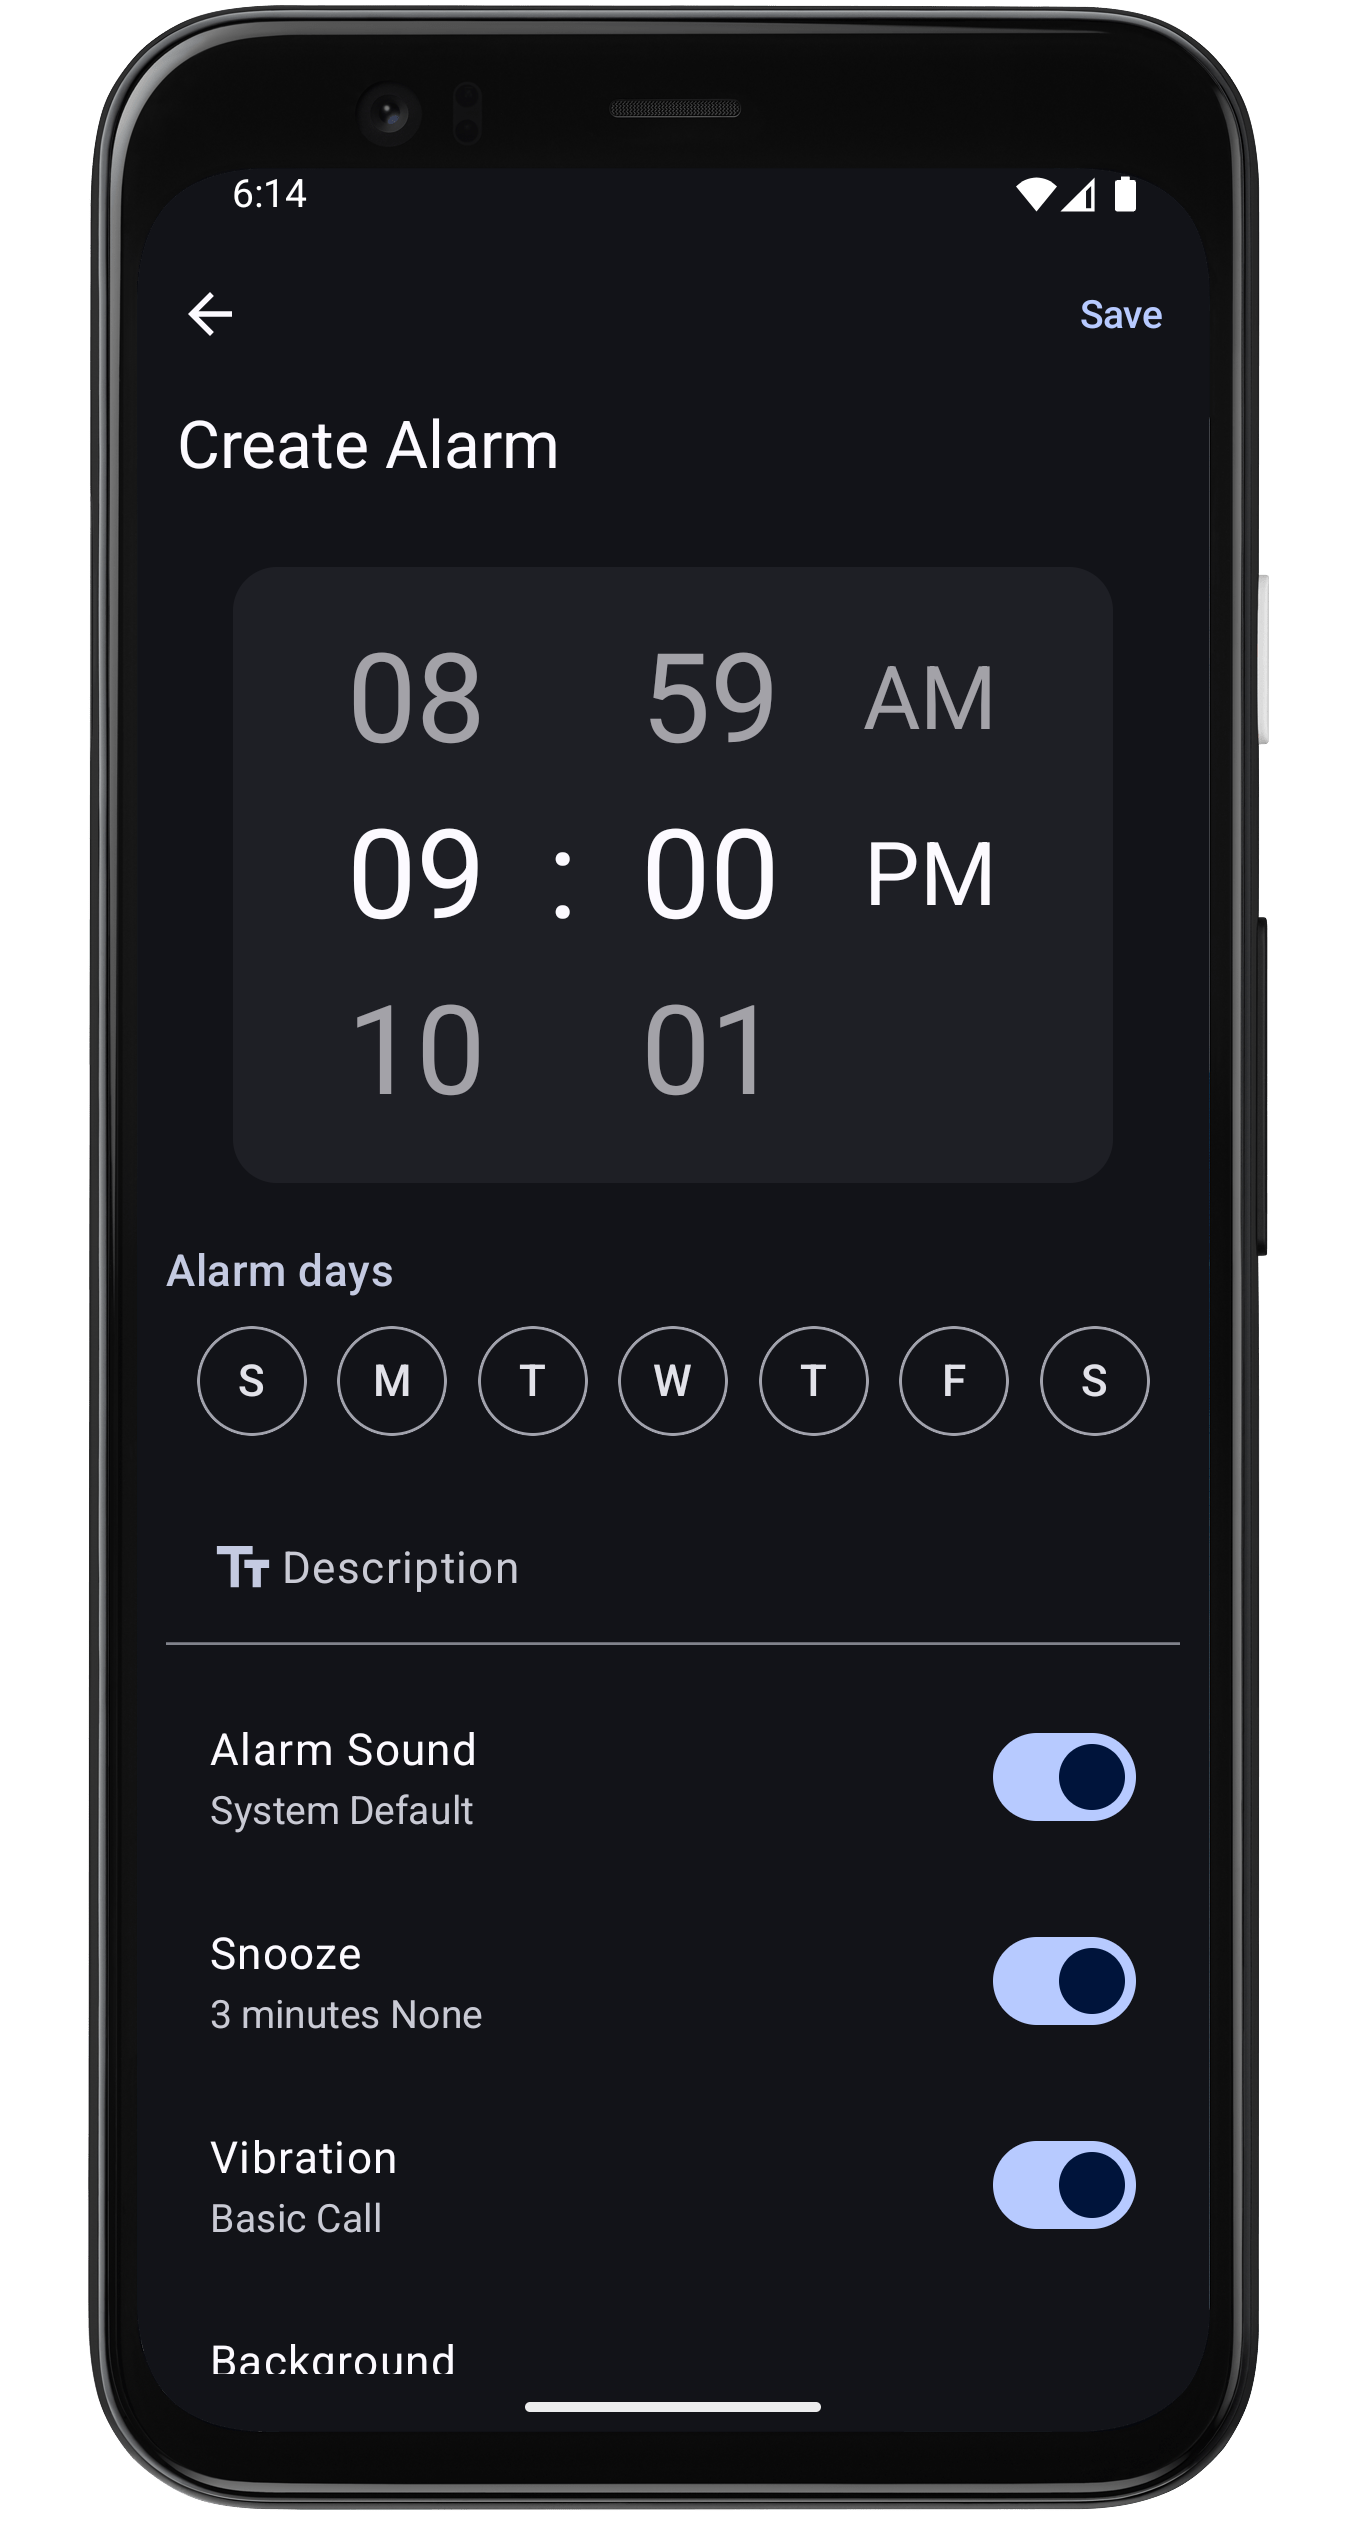 6:14
Save
Create Alarm
08 59 AM
09 : 00 PM
10 01
Alarm days
S M T W T F S
Description
Alarm Sound
System Default
Snooze
3 minutes None
Vibration
Basic Call
Background